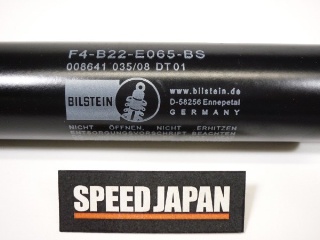 F4-B22-E065-BS
008641 035/08 DT01
BILSTEIN
www.bilstein.de
D-58256 Ennepetal
GERMANY
NICHT ÖFFNEN, NICHT ERHITZEN
ENTSORGUNGSVORSCHRIFT BEACHTEN
SPEED JAPAN